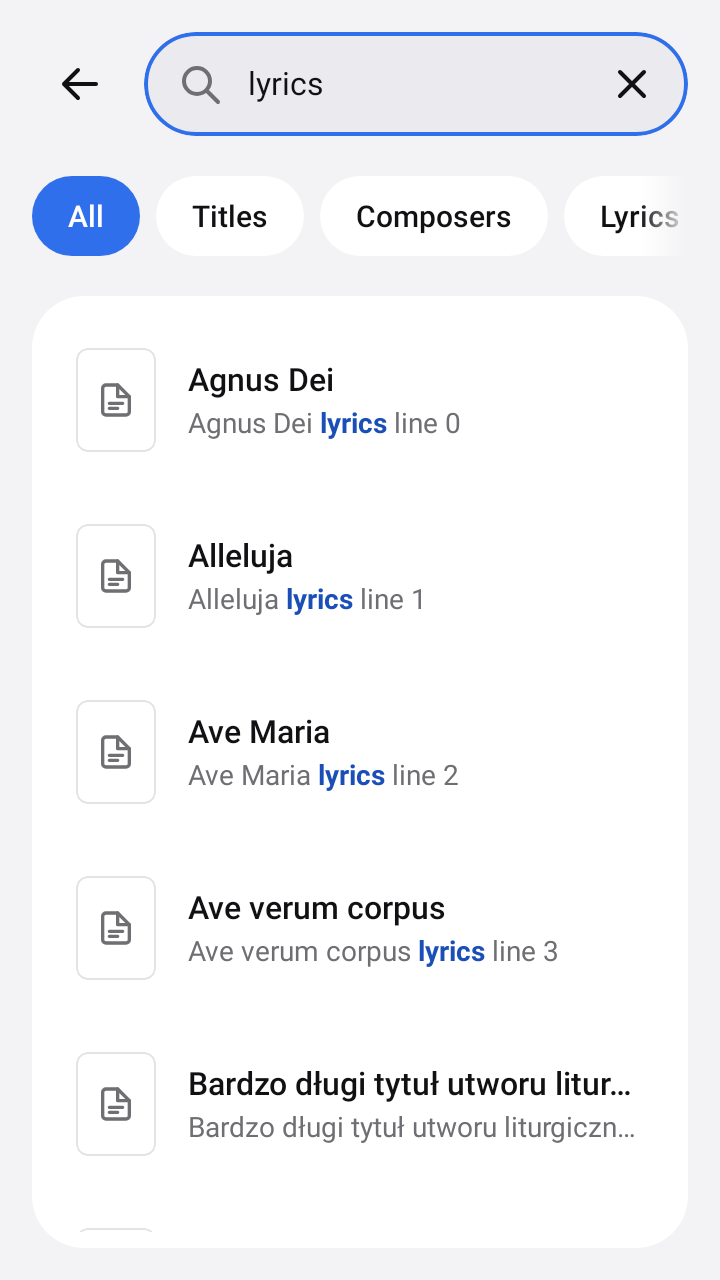 lyrics
All Titles Composers Lyrics
Agnus Dei
Agnus Dei lyrics line 0
Alleluja
Alleluja lyrics line 1
Ave Maria
Ave Maria lyrics line 2
Ave verum corpus
Ave verum corpus lyrics line 3
Bardzo długi tytuł utworu litur…
Bardzo długi tytuł utworu liturgiczn…